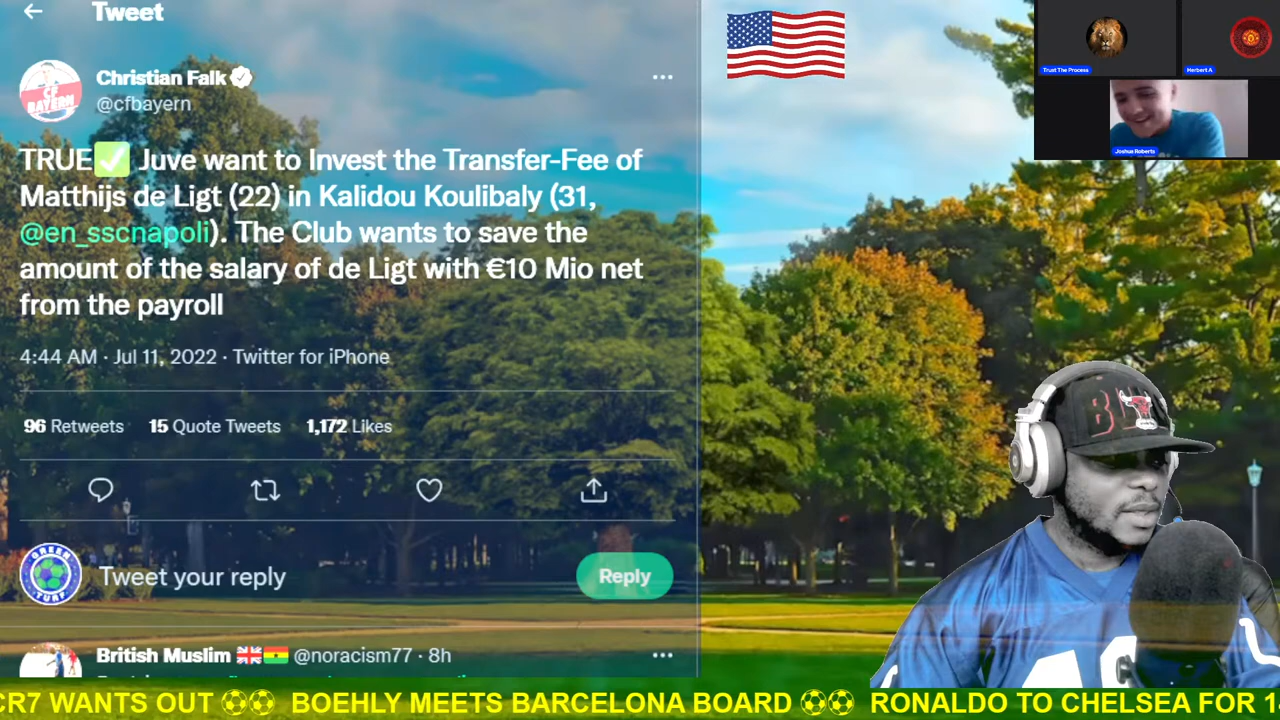 Tweet
Christian Falk
@cfbayern
CF
BAYERN
TRUE✅ Juve want to Invest the Transfer-Fee of
Matthijs de Ligt (22) in Kalidou Koulibaly (31,
@en_sscnapoli). The Club wants to save the
amount of the salary of de Ligt with €10 Mio net
from the payroll
4:44 AM · Jul 11, 2022 · Twitter for iPhone
96 Retweets 15 Quote Tweets 1,172 Likes
GREEN
TURF
Tweet your reply
Reply
British Muslim 🇬🇧🇬🇭 @noracism77 · 8h
Trust The Process
Herbert A
Joshua Roberts
CR7 WANTS OUT ⚽⚽ BOEHLY MEETS BARCELONA BOARD ⚽⚽ RONALDO TO CHELSEA FOR 1